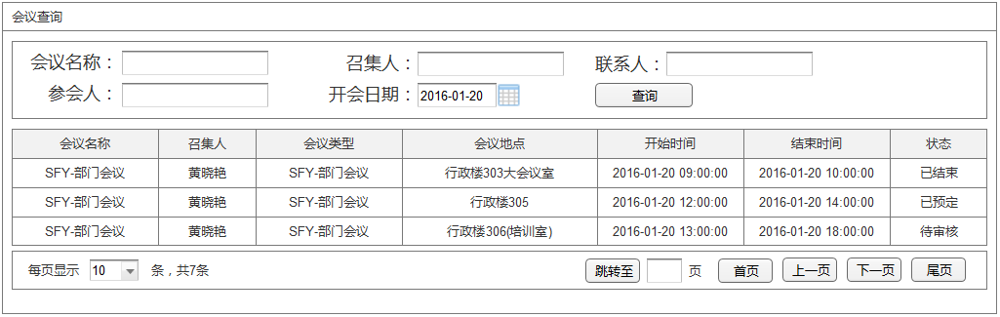 会议查询
会议名称： 召集人： 联系人：
参会人： 开会日期： 2016-01-20 查询
会议名称 召集人 会议类型 会议地点 开始时间 结束时间 状态
SFY-部门会议 黄晓艳 SFY-部门会议 行政楼303大会议室 2016-01-20 09:00:00 2016-01-20 10:00:00 已结束
SFY-部门会议 黄晓艳 SFY-部门会议 行政楼305 2016-01-20 12:00:00 2016-01-20 14:00:00 已预定
SFY-部门会议 黄晓艳 SFY-部门会议 行政楼306(培训室) 2016-01-20 13:00:00 2016-01-20 18:00:00 待审核
每页显示 10 条，共7条 跳转至 页 首页 上一页 下一页 尾页